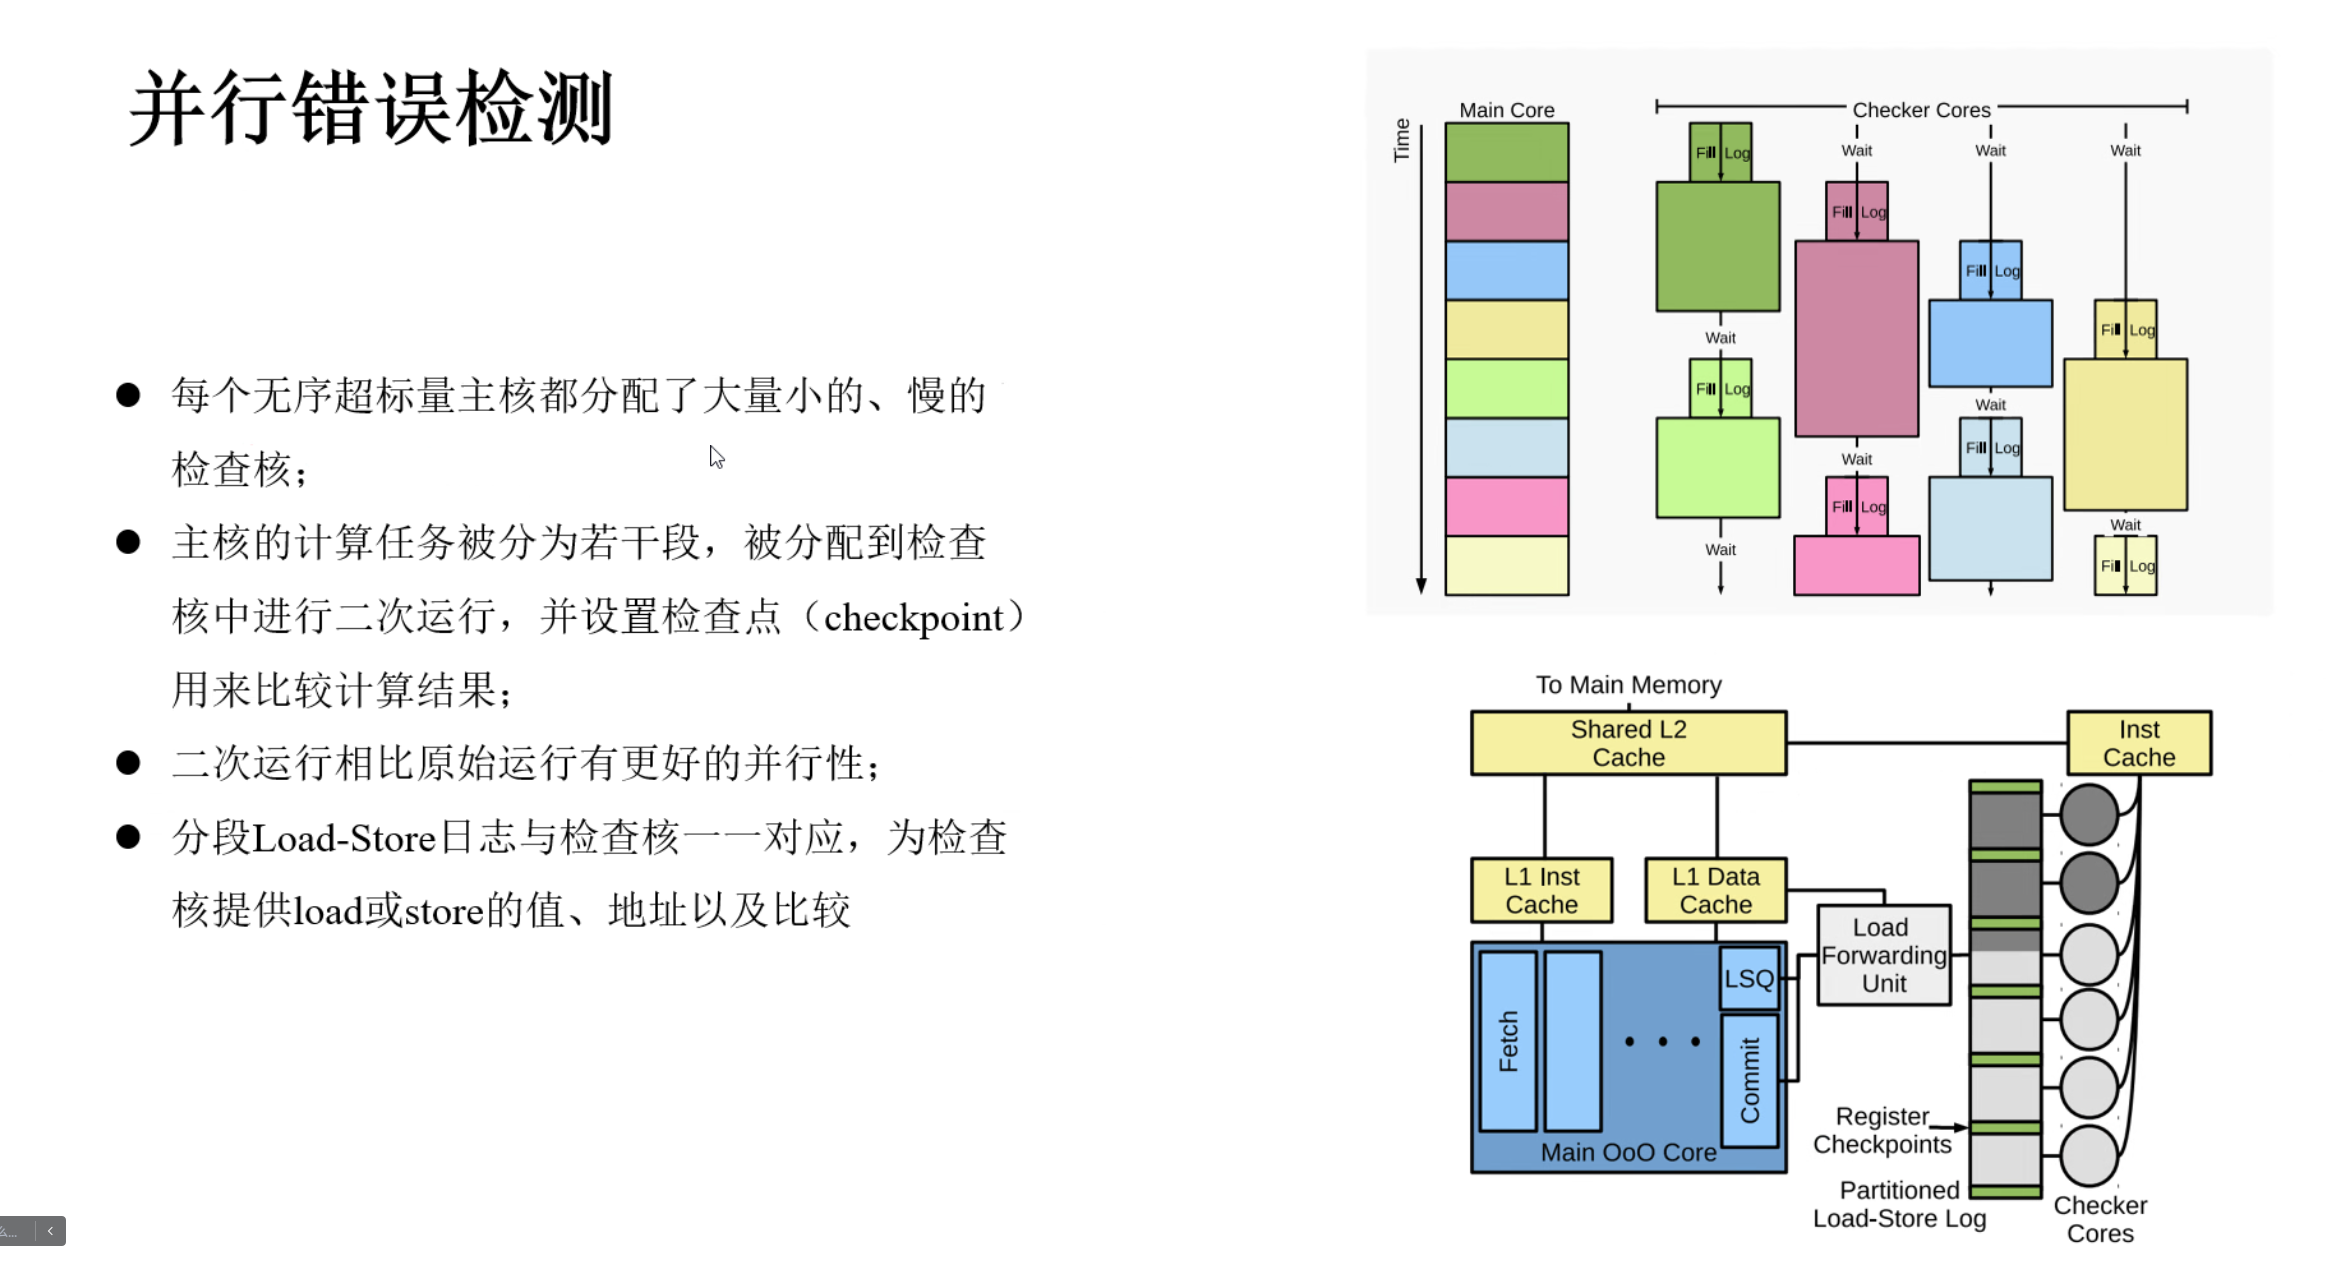 并行错误检测
每个无序超标量主核都分配了大量小的、慢的
检查核；
主核的计算任务被分为若干段，被分配到检查
核中进行二次运行，并设置检查点（checkpoint）
用来比较计算结果；
二次运行相比原始运行有更好的并行性；
分段Load-Store日志与检查核一一对应，为检查
核提供load或store的值、地址以及比较
Time
Main Core
Checker Cores
Fill Log
Wait
Wait
Wait
Fill Log
Fill Log
Fill Log
Wait
Fill Log
Wait
Fill Log
Wait
Fill Log
Wait
Fill Log
Wait
To Main Memory
Shared L2
Cache
Inst
Cache
L1 Inst
Cache
L1 Data
Cache
Load
Forwarding
Unit
LSQ
Fetch
Commit
Main OoO Core
Register
Checkpoints
Partitioned
Load-Store Log
Checker
Cores